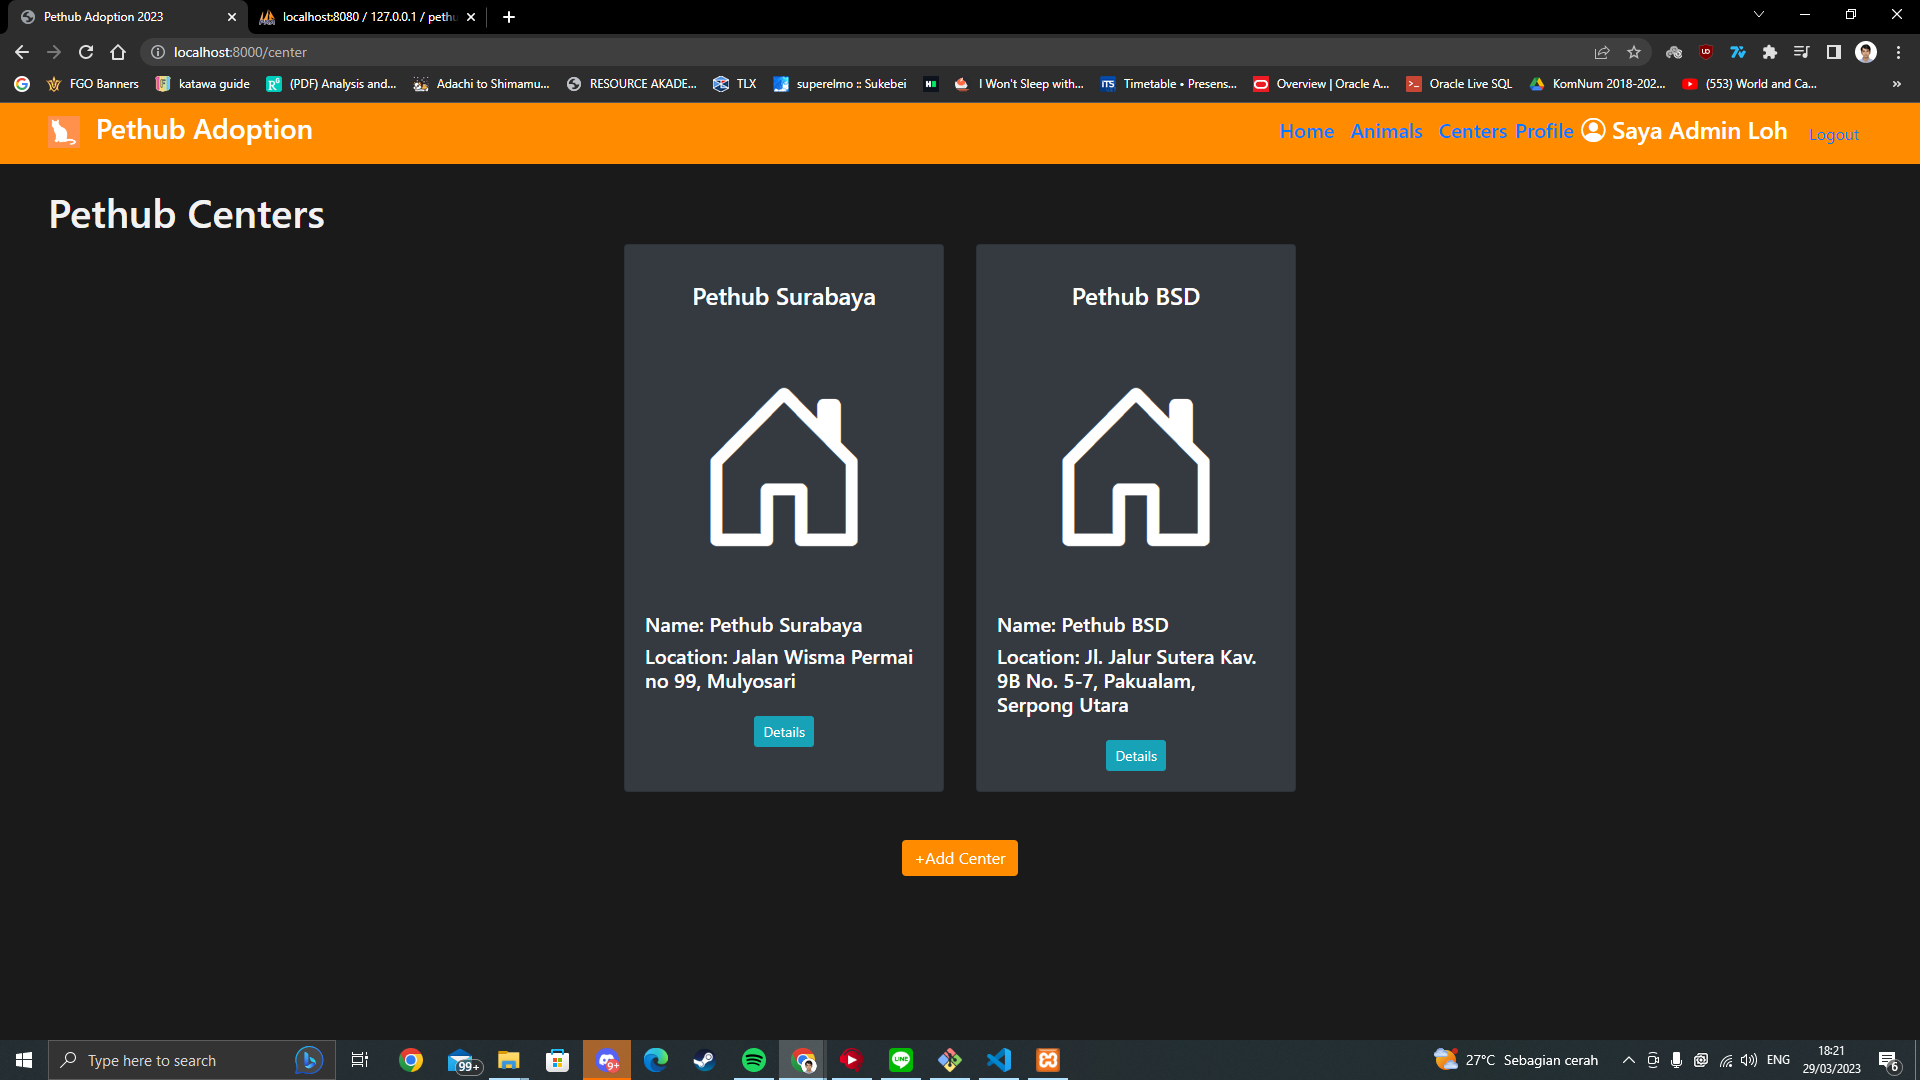 Pethub Adoption 2023
localhost:8080 / 127.0.0.1 / pethu
localhost:8000/center
FGO Banners
katawa guide
(PDF) Analysis and...
Adachi to Shimamu...
RESOURCE AKADE...
TLX
superelmo :: Sukebei
I Won't Sleep with...
ITS
Timetable • Presens...
Overview | Oracle A...
Oracle Live SQL
KomNum 2018-202...
(553) World and Ca...
»
Pethub Adoption
Home
Animals
Centers
Profile
Saya Admin Loh
Logout
Pethub Centers
Pethub Surabaya
Name: Pethub Surabaya
Location: Jalan Wisma Permai
no 99, Mulyosari
Details
Pethub BSD
Name: Pethub BSD
Location: Jl. Jalur Sutera Kav.
9B No. 5-7, Pakualam,
Serpong Utara
Details
+Add Center
Type here to search
99+
9+
LINE
27°C Sebagian cerah
ENG
18:21
29/03/2023
6